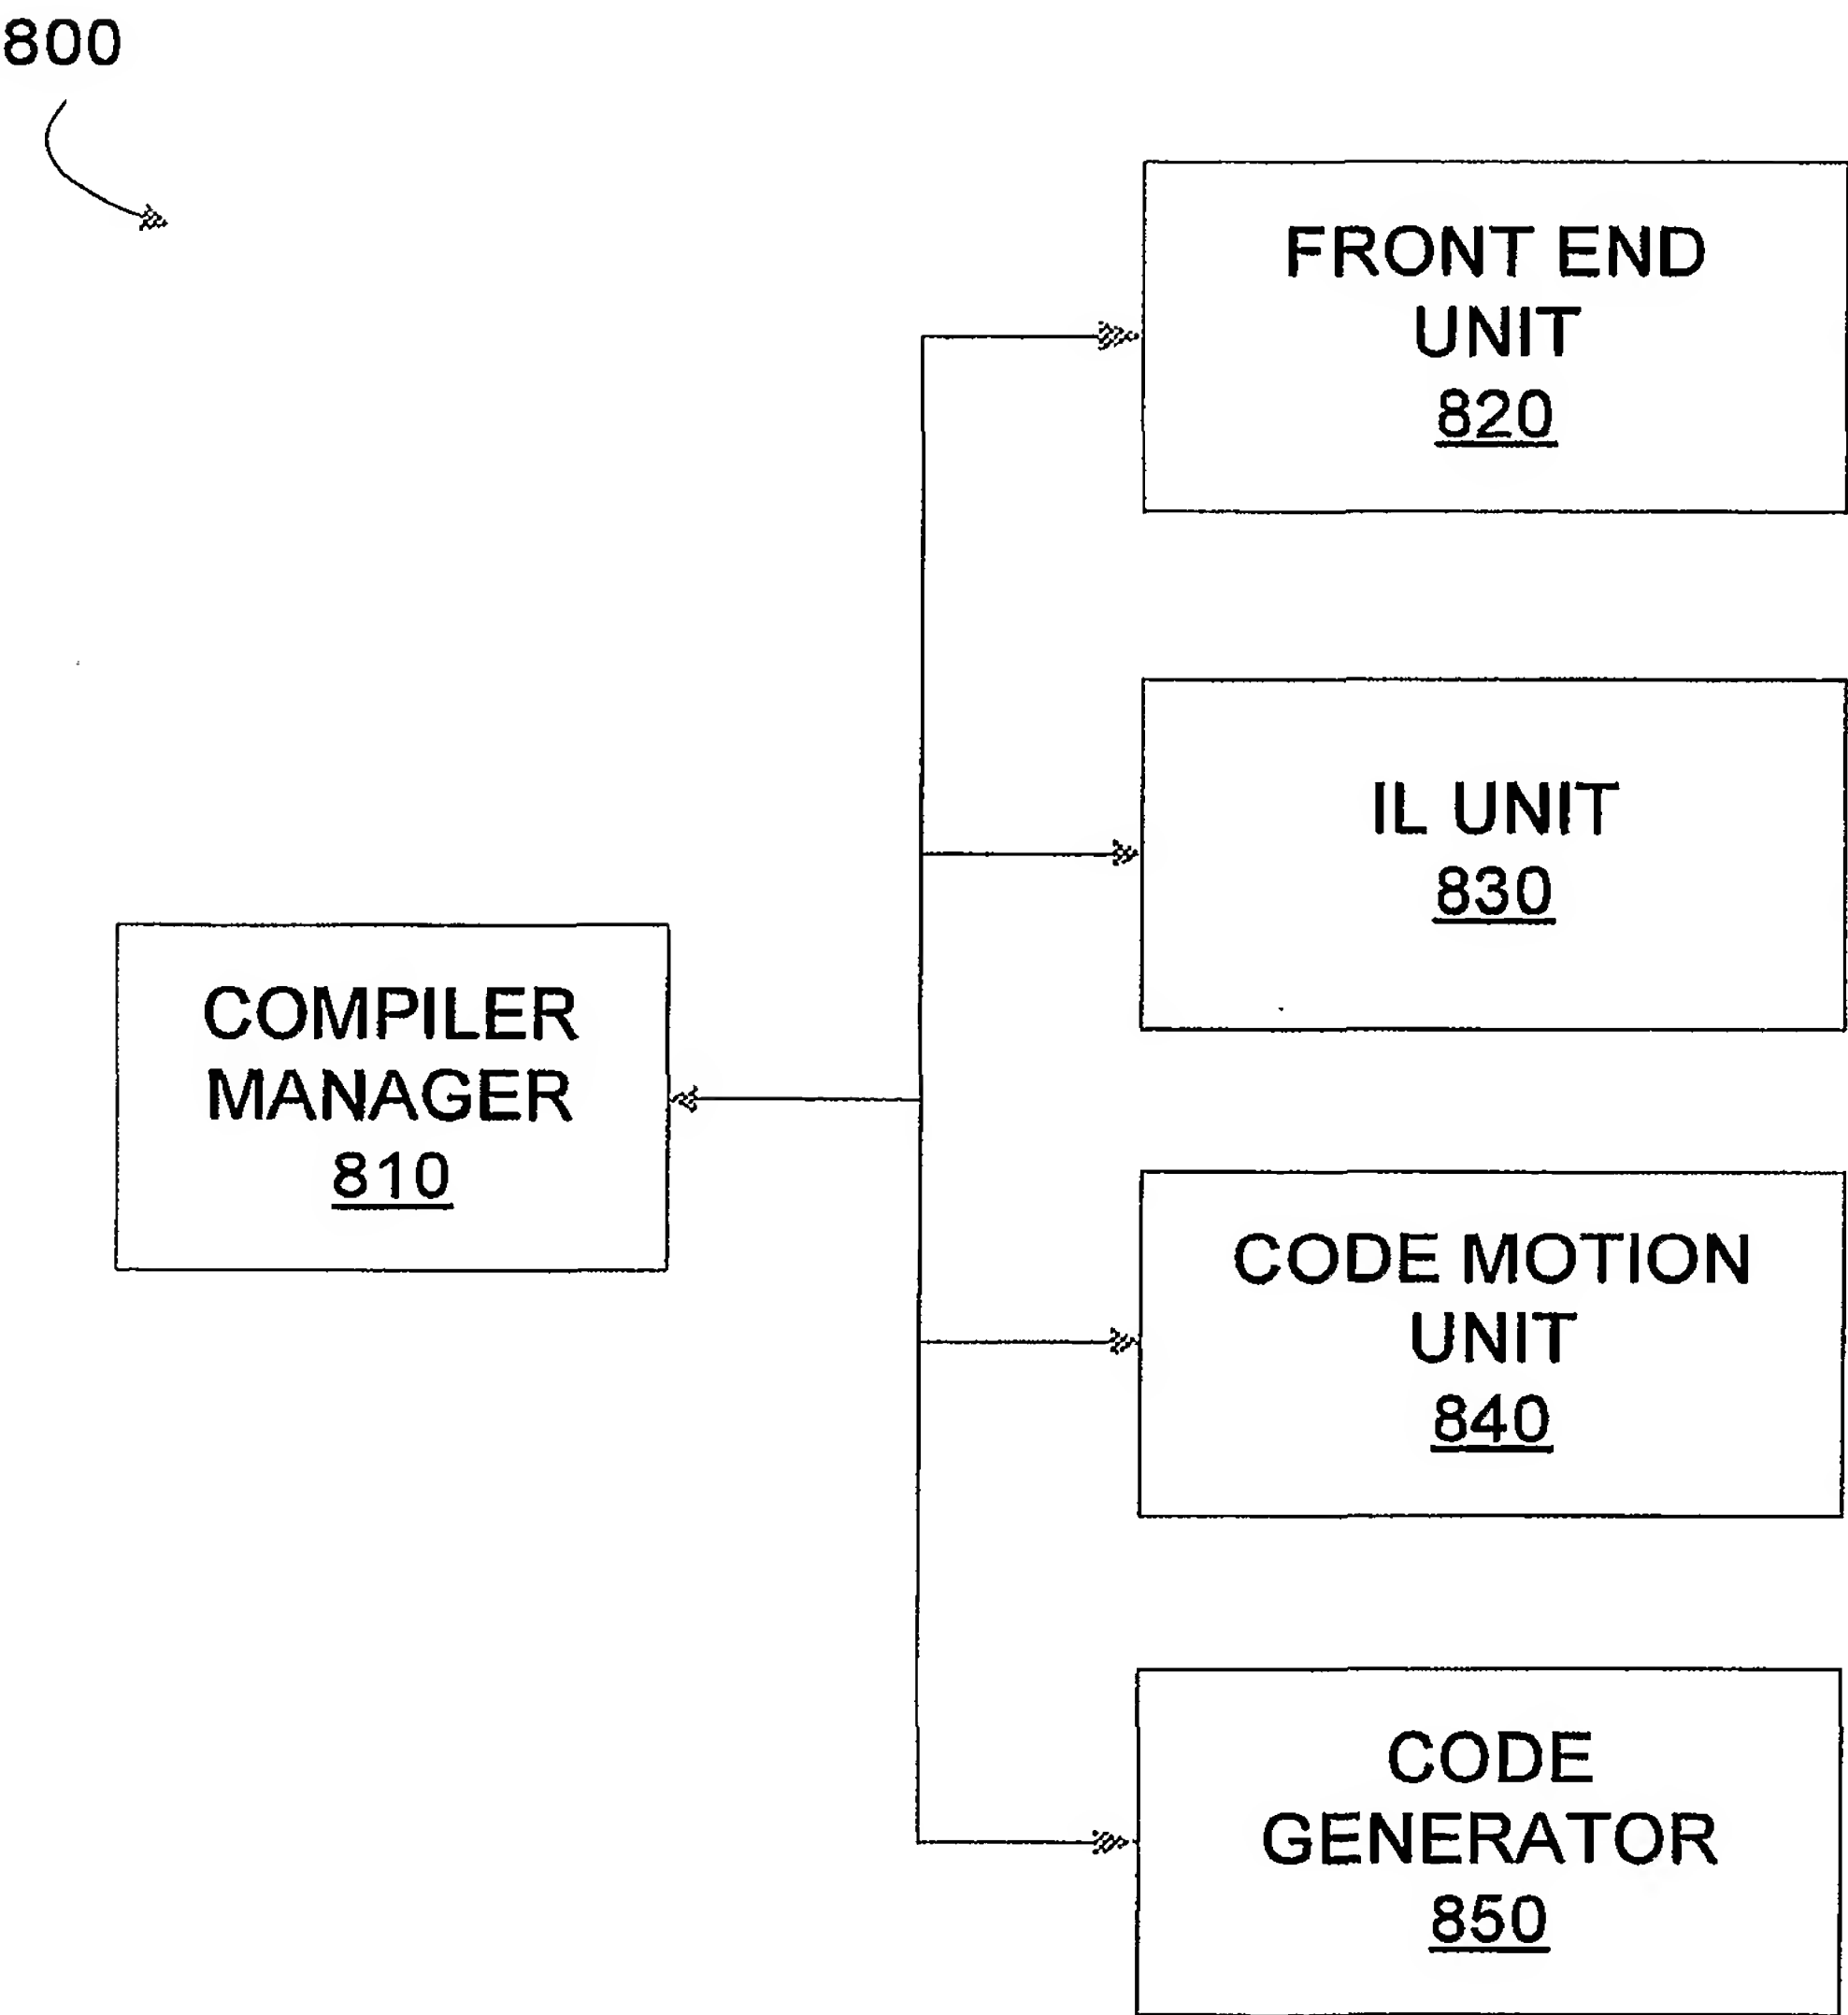 800
FRONT END
UNIT
820
IL UNIT
830
COMPILER
MANAGER
810
CODE MOTION
UNIT
840
CODE
GENERATOR
850